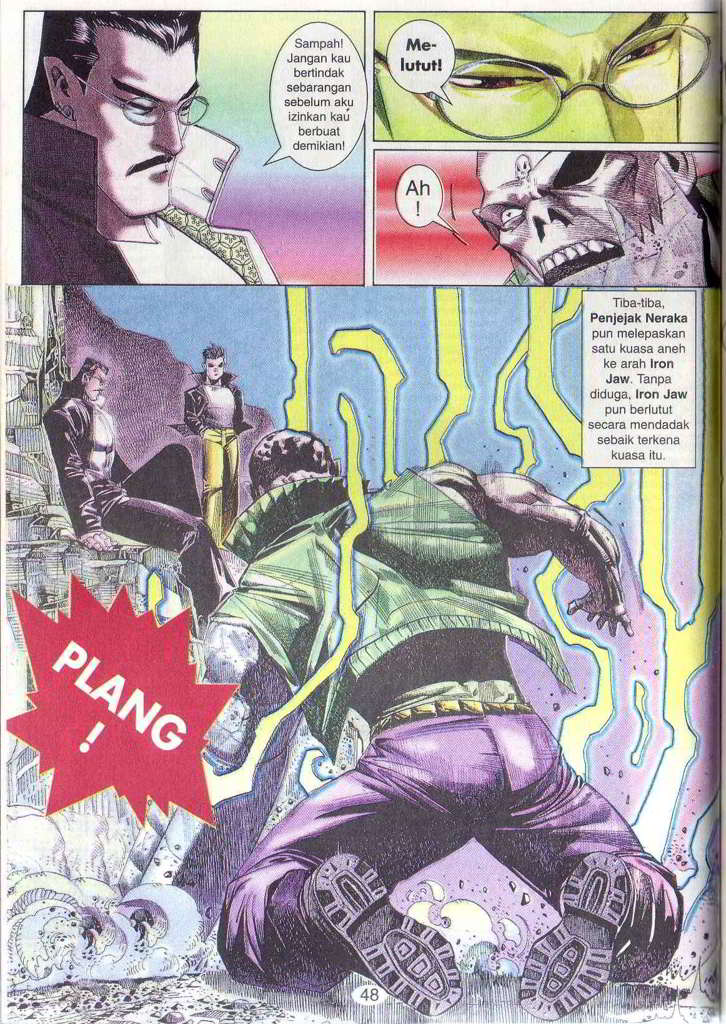 Sampah!
Jangan kau
bertindak
sebarangan
sebelum aku
izinkan kau
berbuat
demikian!
Me-
lutut!
Ah
!
Tiba-tiba,
Penjejak Neraka
pun melepaskan
satu kuasa aneh
ke arah Iron
Jaw. Tanpa
diduga, Iron Jaw
pun berlutut
secara mendadak
sebaik terkena
kuasa itu.
PLANG
!
48